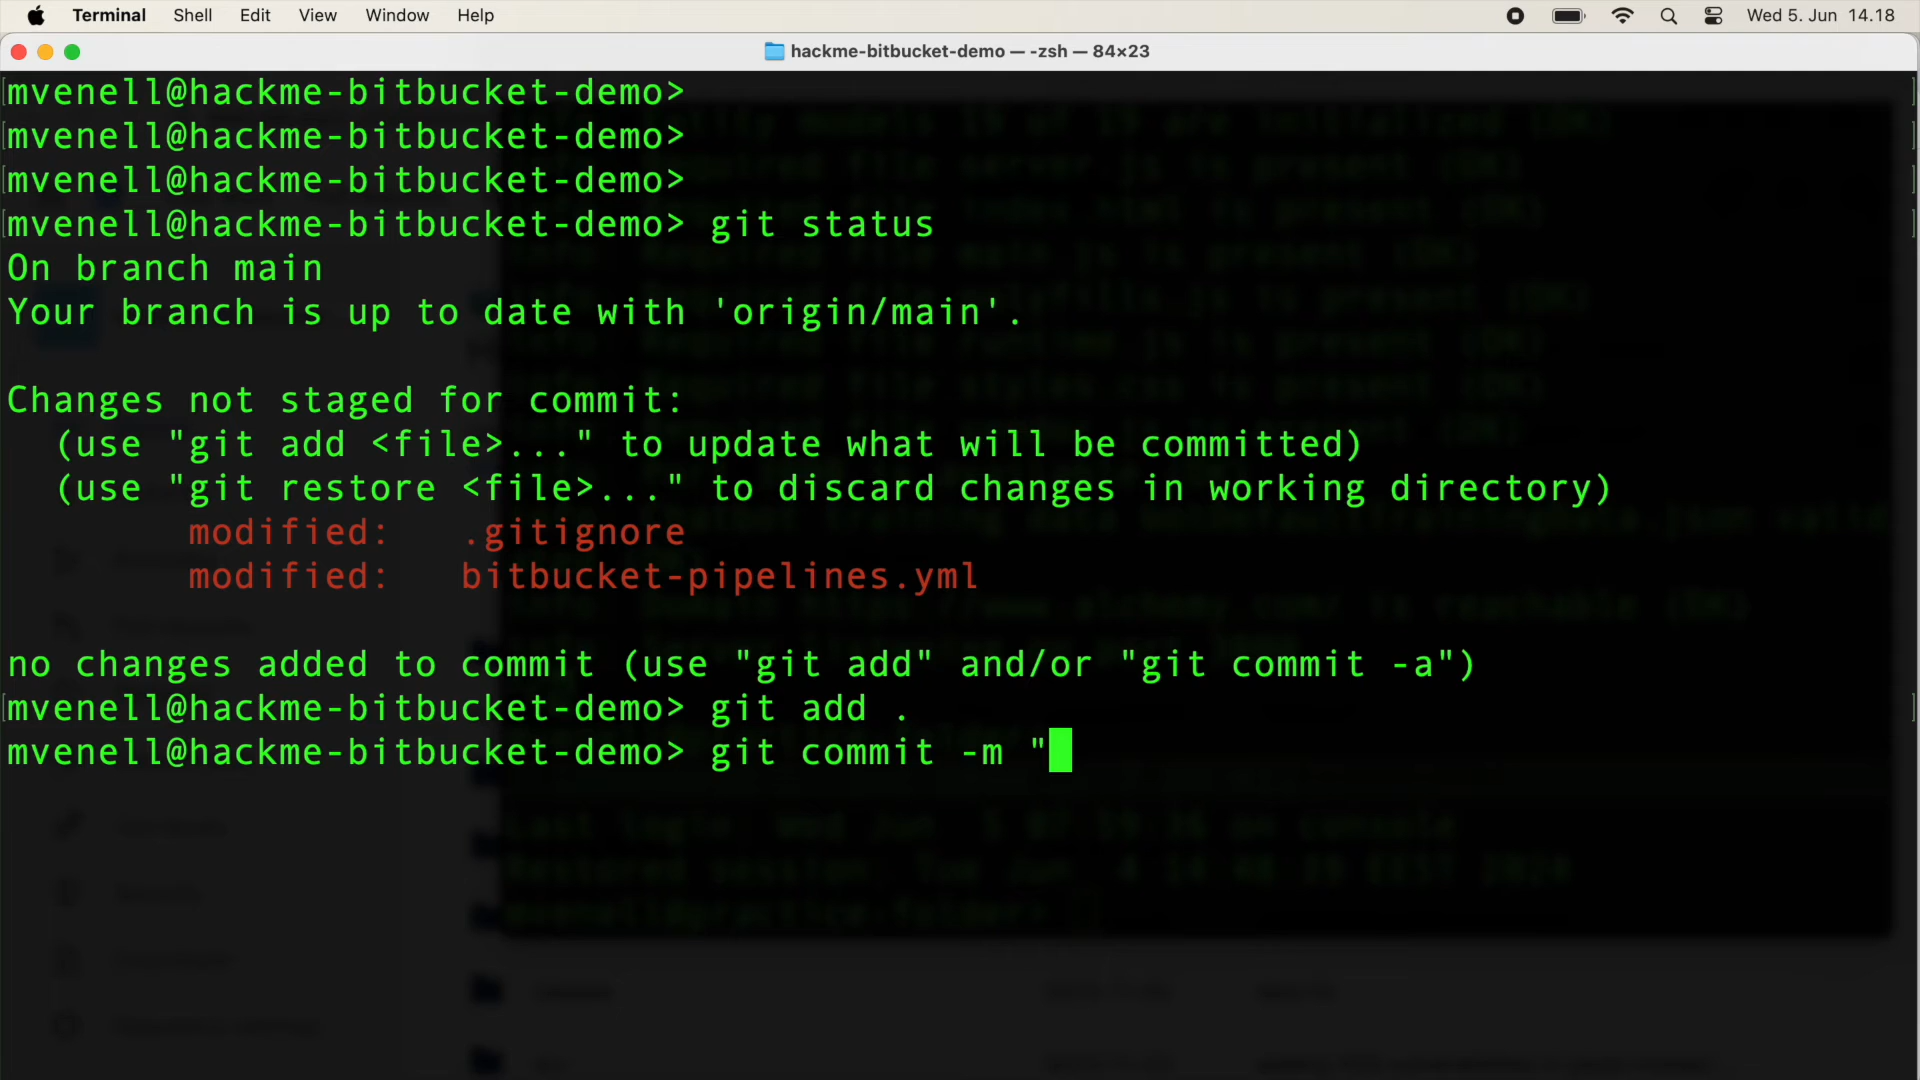 Terminal Shell Edit View Window Help Wed 5. Jun 14.18
hackme-bitbucket-demo — -zsh — 84×23
mvenell@hackme-bitbucket-demo>
mvenell@hackme-bitbucket-demo>
mvenell@hackme-bitbucket-demo>
mvenell@hackme-bitbucket-demo> git status
On branch main
Your branch is up to date with 'origin/main'.
Changes not staged for commit:
(use "git add <file>..." to update what will be committed)
(use "git restore <file>..." to discard changes in working directory)
modified: .gitignore
modified: bitbucket-pipelines.yml
no changes added to commit (use "git add" and/or "git commit -a")
mvenell@hackme-bitbucket-demo> git add .
mvenell@hackme-bitbucket-demo> git commit -m "